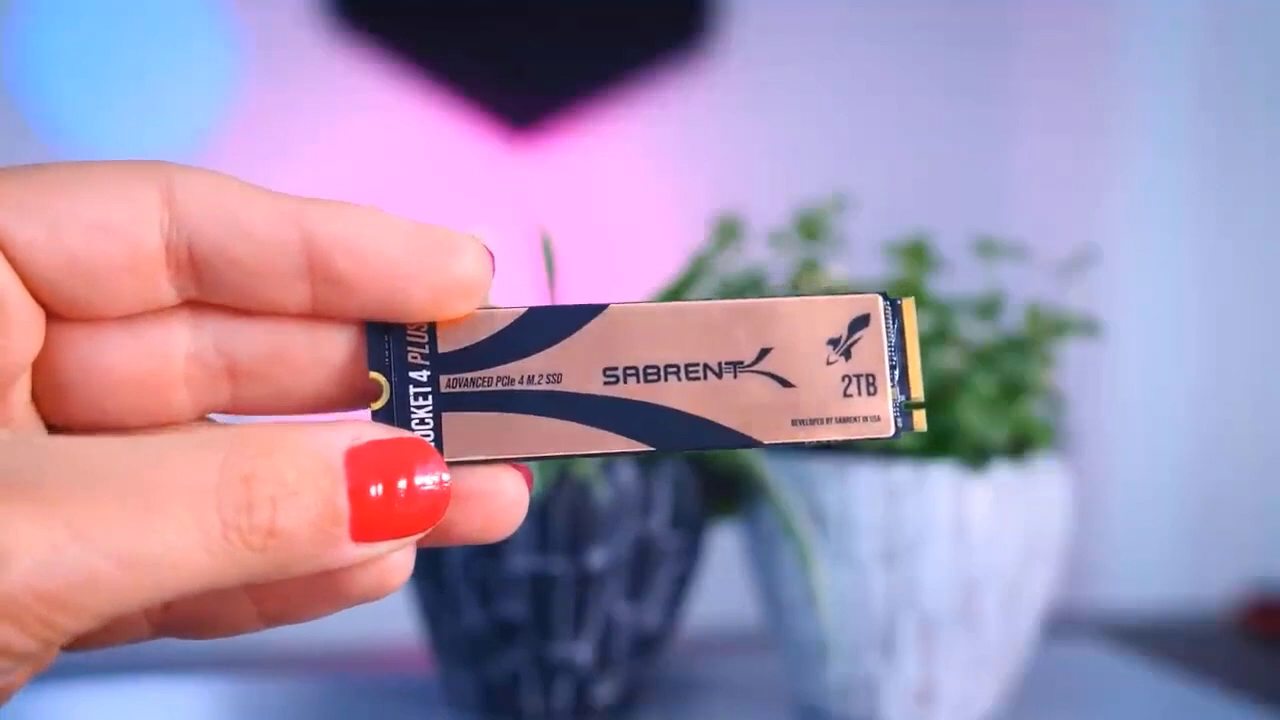 OCKET 4 PLUS
ADVANCED PCIe 4 M.2 SSD
SABRENT
2TB
DEVELOPED BY SABRENT IN USA